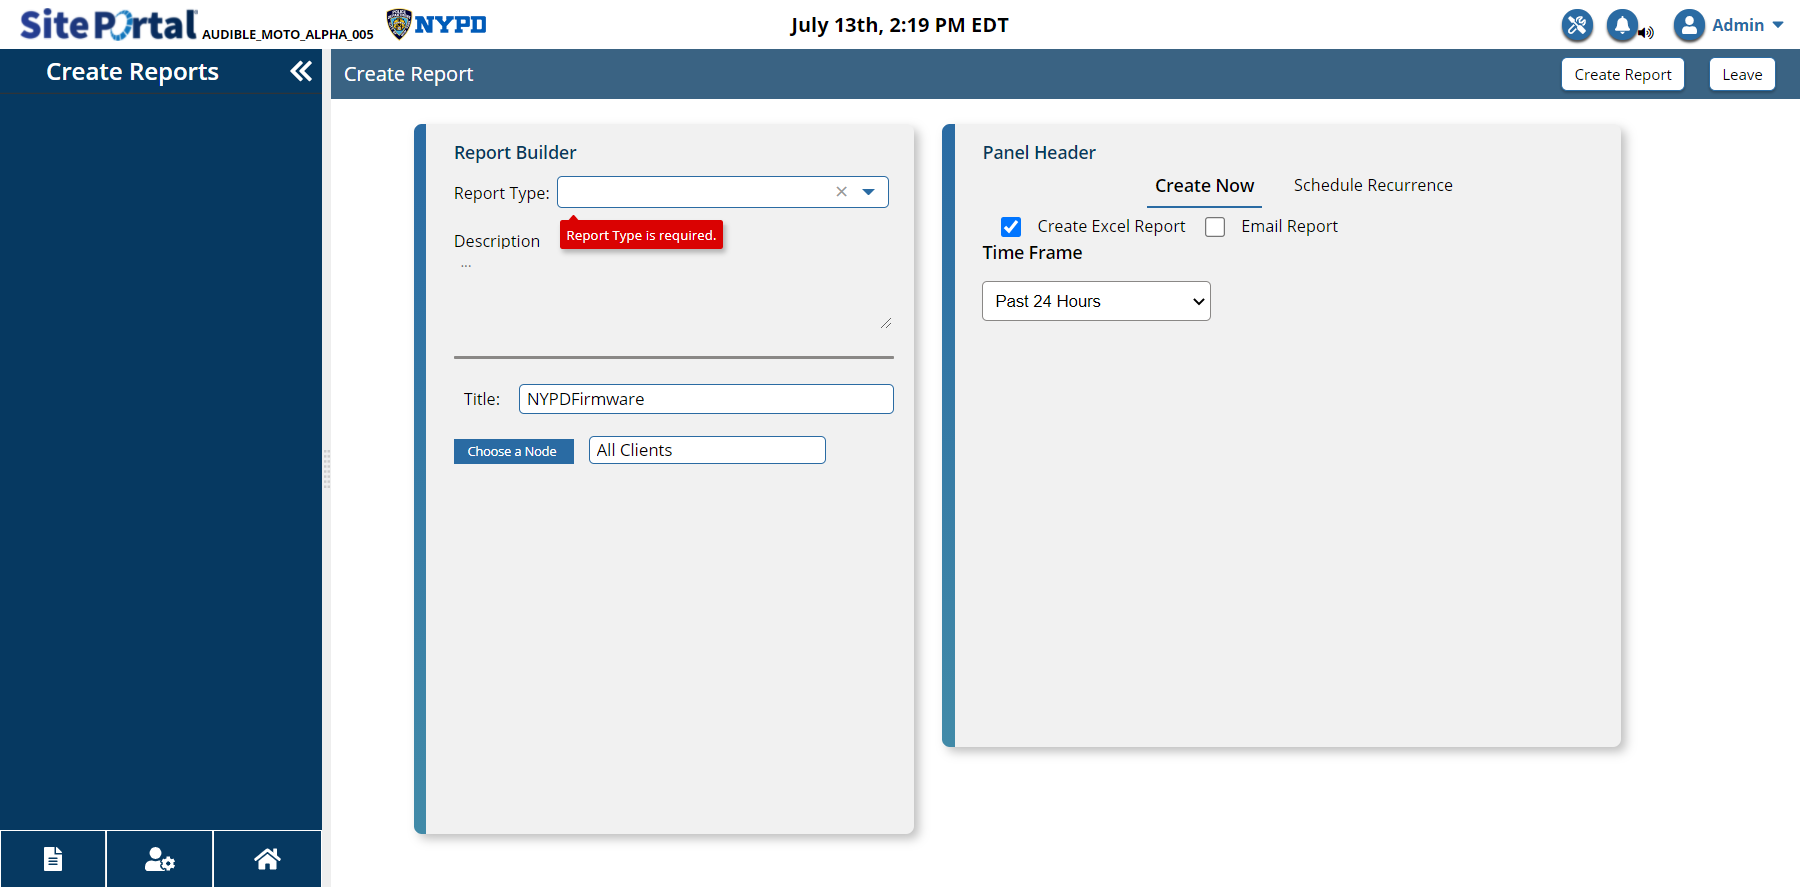 SitePortal AUDIBLE_MOTO_ALPHA_005 NYPD July 13th, 2:19 PM EDT Admin
Create Reports
Create Report Create Report Leave
Report Builder
Report Type:
Report Type is required.
Description
...
Title: NYPDFirmware
Choose a Node All Clients
Panel Header
Create Now Schedule Recurrence
Create Excel Report Email Report
Time Frame
Past 24 Hours